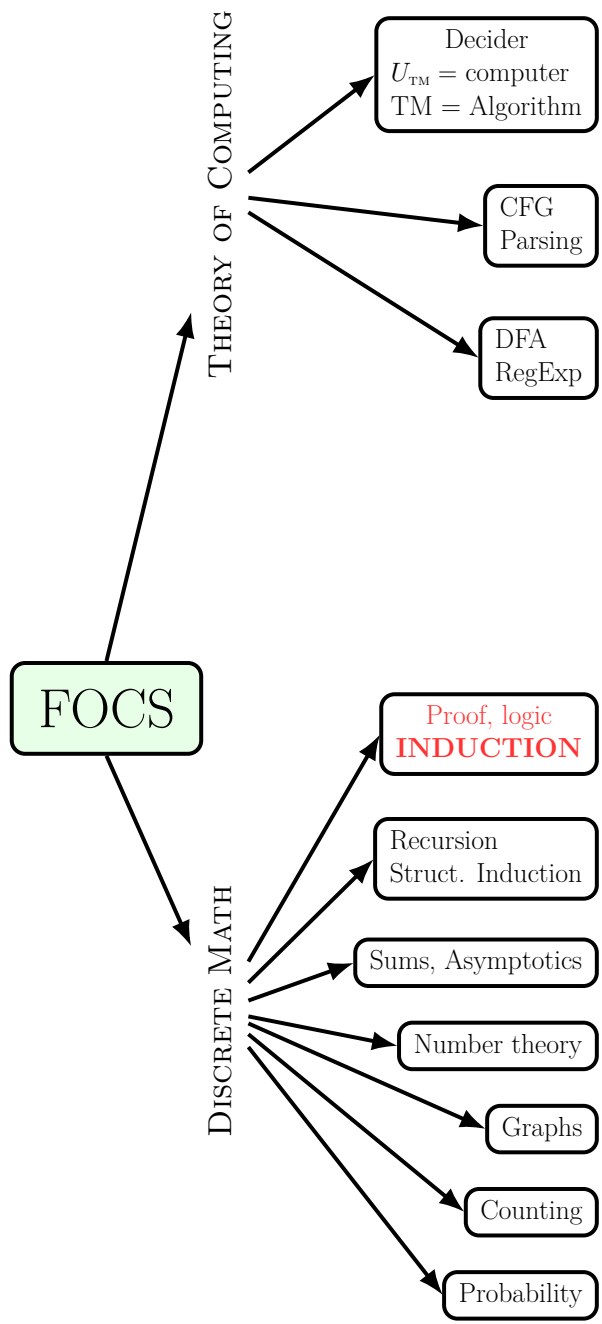 THEORY OF COMPUTING
Decider
U_TM = computer
TM = Algorithm
CFG
Parsing
DFA
RegExp
FOCS
DISCRETE MATH
Proof, logic
INDUCTION
Recursion
Struct. Induction
Sums, Asymptotics
Number theory
Graphs
Counting
Probability